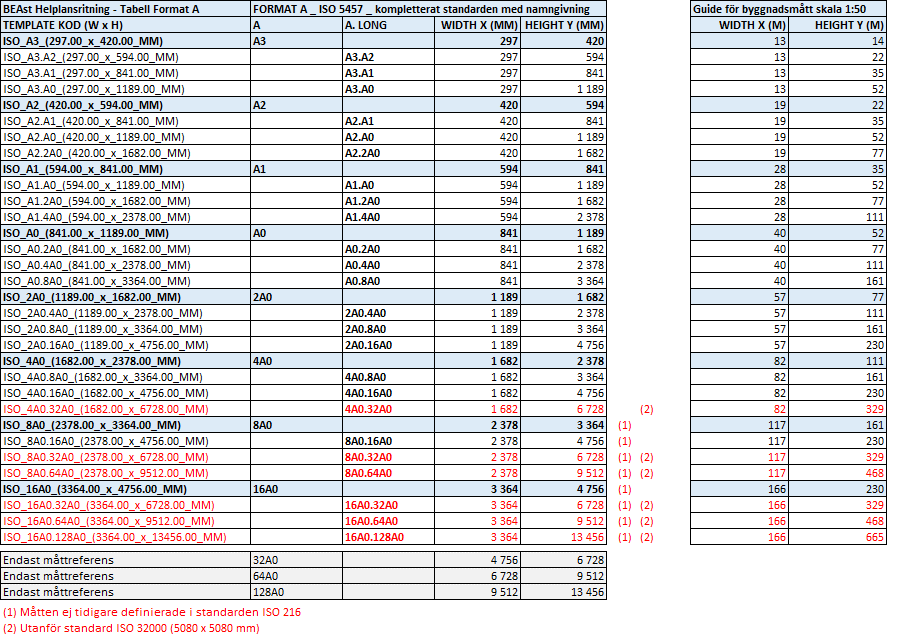 BEAst Helplansritning - Tabell Format A FORMAT A _ ISO 5457 _ kompletterat standarden med namngivning Guide för byggnadsmått skala 1:50
TEMPLATE KOD (W x H) A A. LONG WIDTH X (MM) HEIGHT Y (MM) WIDTH X (M) HEIGHT Y (M)
ISO_A3_(297.00_x_420.00_MM) A3 297 420 13 14
ISO_A3.A2_(297.00_x_594.00_MM) A3.A2 297 594 13 22
ISO_A3.A1_(297.00_x_841.00_MM) A3.A1 297 841 13 35
ISO_A3.A0_(297.00_x_1189.00_MM) A3.A0 297 1 189 13 52
ISO_A2_(420.00_x_594.00_MM) A2 420 594 19 22
ISO_A2.A1_(420.00_x_841.00_MM) A2.A1 420 841 19 35
ISO_A2.A0_(420.00_x_1189.00_MM) A2.A0 420 1 189 19 52
ISO_A2.2A0_(420.00_x_1682.00_MM) A2.2A0 420 1 682 19 77
ISO_A1_(594.00_x_841.00_MM) A1 594 841 28 35
ISO_A1.A0_(594.00_x_1189.00_MM) A1.A0 594 1 189 28 52
ISO_A1.2A0_(594.00_x_1682.00_MM) A1.2A0 594 1 682 28 77
ISO_A1.4A0_(594.00_x_2378.00_MM) A1.4A0 594 2 378 28 111
ISO_A0_(841.00_x_1189.00_MM) A0 841 1 189 40 52
ISO_A0.2A0_(841.00_x_1682.00_MM) A0.2A0 841 1 682 40 77
ISO_A0.4A0_(841.00_x_2378.00_MM) A0.4A0 841 2 378 40 111
ISO_A0.8A0_(841.00_x_3364.00_MM) A0.8A0 841 3 364 40 161
ISO_2A0_(1189.00_x_1682.00_MM) 2A0 1 189 1 682 57 77
ISO_2A0.4A0_(1189.00_x_2378.00_MM) 2A0.4A0 1 189 2 378 57 111
ISO_2A0.8A0_(1189.00_x_3364.00_MM) 2A0.8A0 1 189 3 364 57 161
ISO_2A0.16A0_(1189.00_x_4756.00_MM) 2A0.16A0 1 189 4 756 57 230
ISO_4A0_(1682.00_x_2378.00_MM) 4A0 1 682 2 378 82 111
ISO_4A0.8A0_(1682.00_x_3364.00_MM) 4A0.8A0 1 682 3 364 82 161
ISO_4A0.16A0_(1682.00_x_4756.00_MM) 4A0.16A0 1 682 4 756 82 230
ISO_4A0.32A0_(1682.00_x_6728.00_MM) 4A0.32A0 1 682 6 728 (2) 82 329
ISO_8A0_(2378.00_x_3364.00_MM) 8A0 2 378 3 364 (1) 117 161
ISO_8A0.16A0_(2378.00_x_4756.00_MM) 8A0.16A0 2 378 4 756 (1) 117 230
ISO_8A0.32A0_(2378.00_x_6728.00_MM) 8A0.32A0 2 378 6 728 (1) (2) 117 329
ISO_8A0.64A0_(2378.00_x_9512.00_MM) 8A0.64A0 2 378 9 512 (1) (2) 117 468
ISO_16A0_(3364.00_x_4756.00_MM) 16A0 3 364 4 756 (1) 166 230
ISO_16A0.32A0_(3364.00_x_6728.00_MM) 16A0.32A0 3 364 6 728 (1) (2) 166 329
ISO_16A0.64A0_(3364.00_x_9512.00_MM) 16A0.64A0 3 364 9 512 (1) (2) 166 468
ISO_16A0.128A0_(3364.00_x_13456.00_MM) 16A0.128A0 3 364 13 456 (1) (2) 166 665
Endast måttreferens 32A0 4 756 6 728
Endast måttreferens 64A0 6 728 9 512
Endast måttreferens 128A0 9 512 13 456
(1) Måtten ej tidigare definierade i standarden ISO 216
(2) Utanför standard ISO 32000 (5080 x 5080 mm)